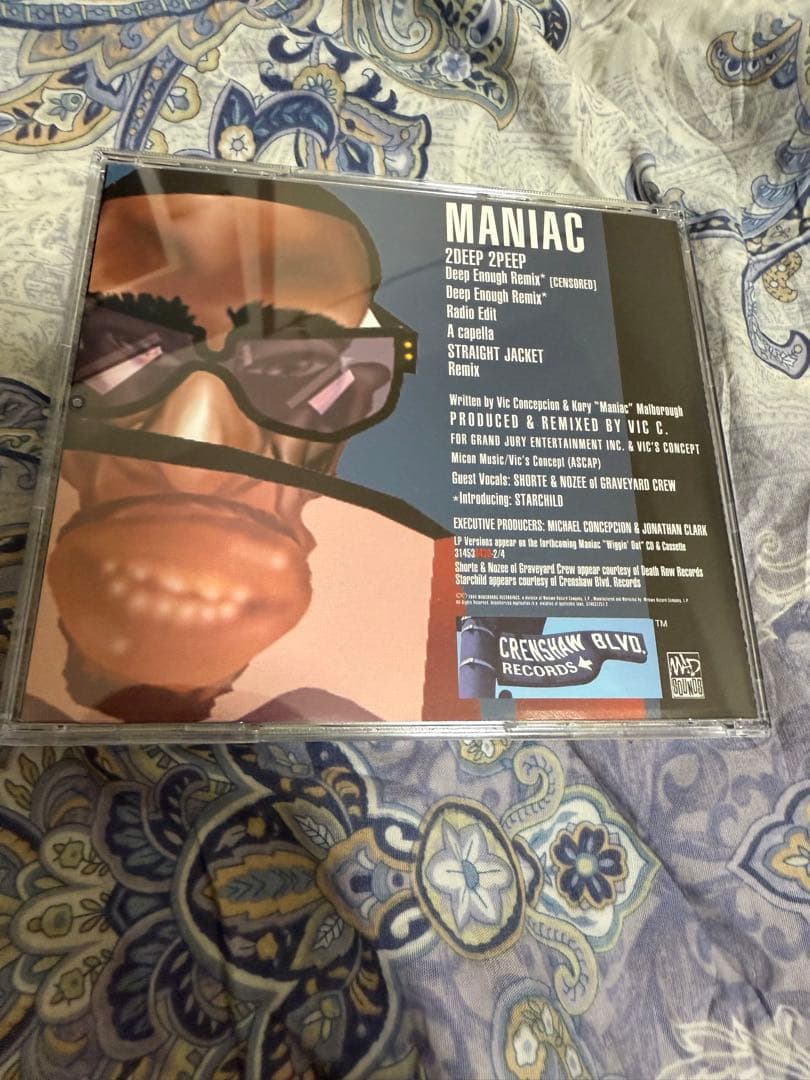 MANIAC
2DEEP 2PEEP
Deep Enough Remix* [CENSORED]
Deep Enough Remix*
Radio Edit
A capella
STRAIGHT JACKET
Remix
Written by Vic Concepcion & Kory "Maniac" Malborough
PRODUCED & REMIXED BY VIC C.
FOR GRAND JURY ENTERTAINMENT INC. & VIC'S CONCEPT
Micon Music/Vic's Concept (ASCAP)
Guest Vocals: SHORTE & NOZEE of GRAVEYARD CREW
*Introducing: STARCHILD
EXECUTIVE PRODUCERS: MICHAEL CONCEPCION & JONATHAN CLARK
LP Versions appear on the forthcoming Maniac "Wiggin' Out" CD & Cassette
Shorte & Nozee of Graveyard Crew appear courtesy of Death Row Records
Starchild appears courtesy of Crenshaw Blvd. Records
CRENSHAW BLVD.
RECORDS
TM
MAD
SOUNDS